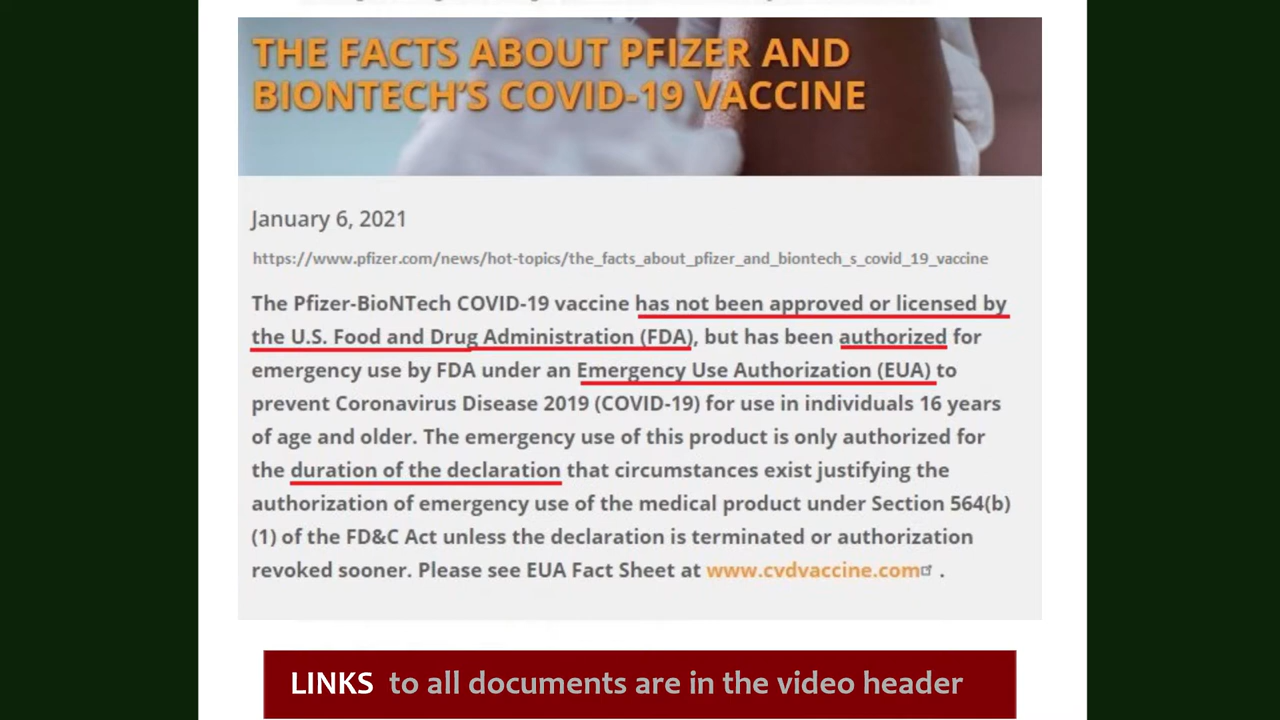 THE FACTS ABOUT PFIZER AND
BIONTECH'S COVID-19 VACCINE
January 6, 2021
https://www.pfizer.com/news/hot-topics/the_facts_about_pfizer_and_biontech_s_covid_19_vaccine
The Pfizer-BioNTech COVID-19 vaccine has not been approved or licensed by
the U.S. Food and Drug Administration (FDA), but has been authorized for
emergency use by FDA under an Emergency Use Authorization (EUA) to
prevent Coronavirus Disease 2019 (COVID-19) for use in individuals 16 years
of age and older. The emergency use of this product is only authorized for
the duration of the declaration that circumstances exist justifying the
authorization of emergency use of the medical product under Section 564(b)
(1) of the FD&C Act unless the declaration is terminated or authorization
revoked sooner. Please see EUA Fact Sheet at www.cvdvaccine.com .
LINKS to all documents are in the video header